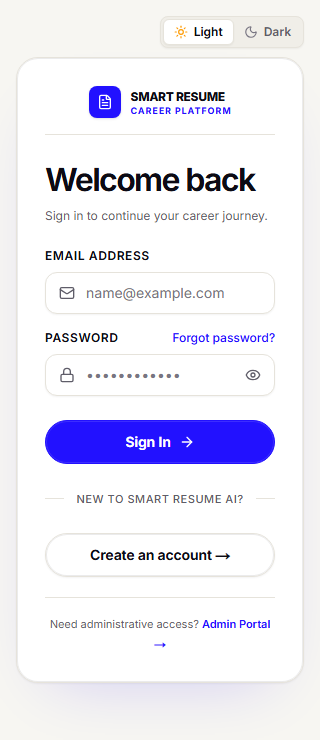 Light Dark
SMART RESUME
CAREER PLATFORM
Welcome back
Sign in to continue your career journey.
EMAIL ADDRESS
name@example.com
PASSWORD Forgot password?
••••••••••••
Sign In →
NEW TO SMART RESUME AI?
Create an account →
Need administrative access? Admin Portal
→